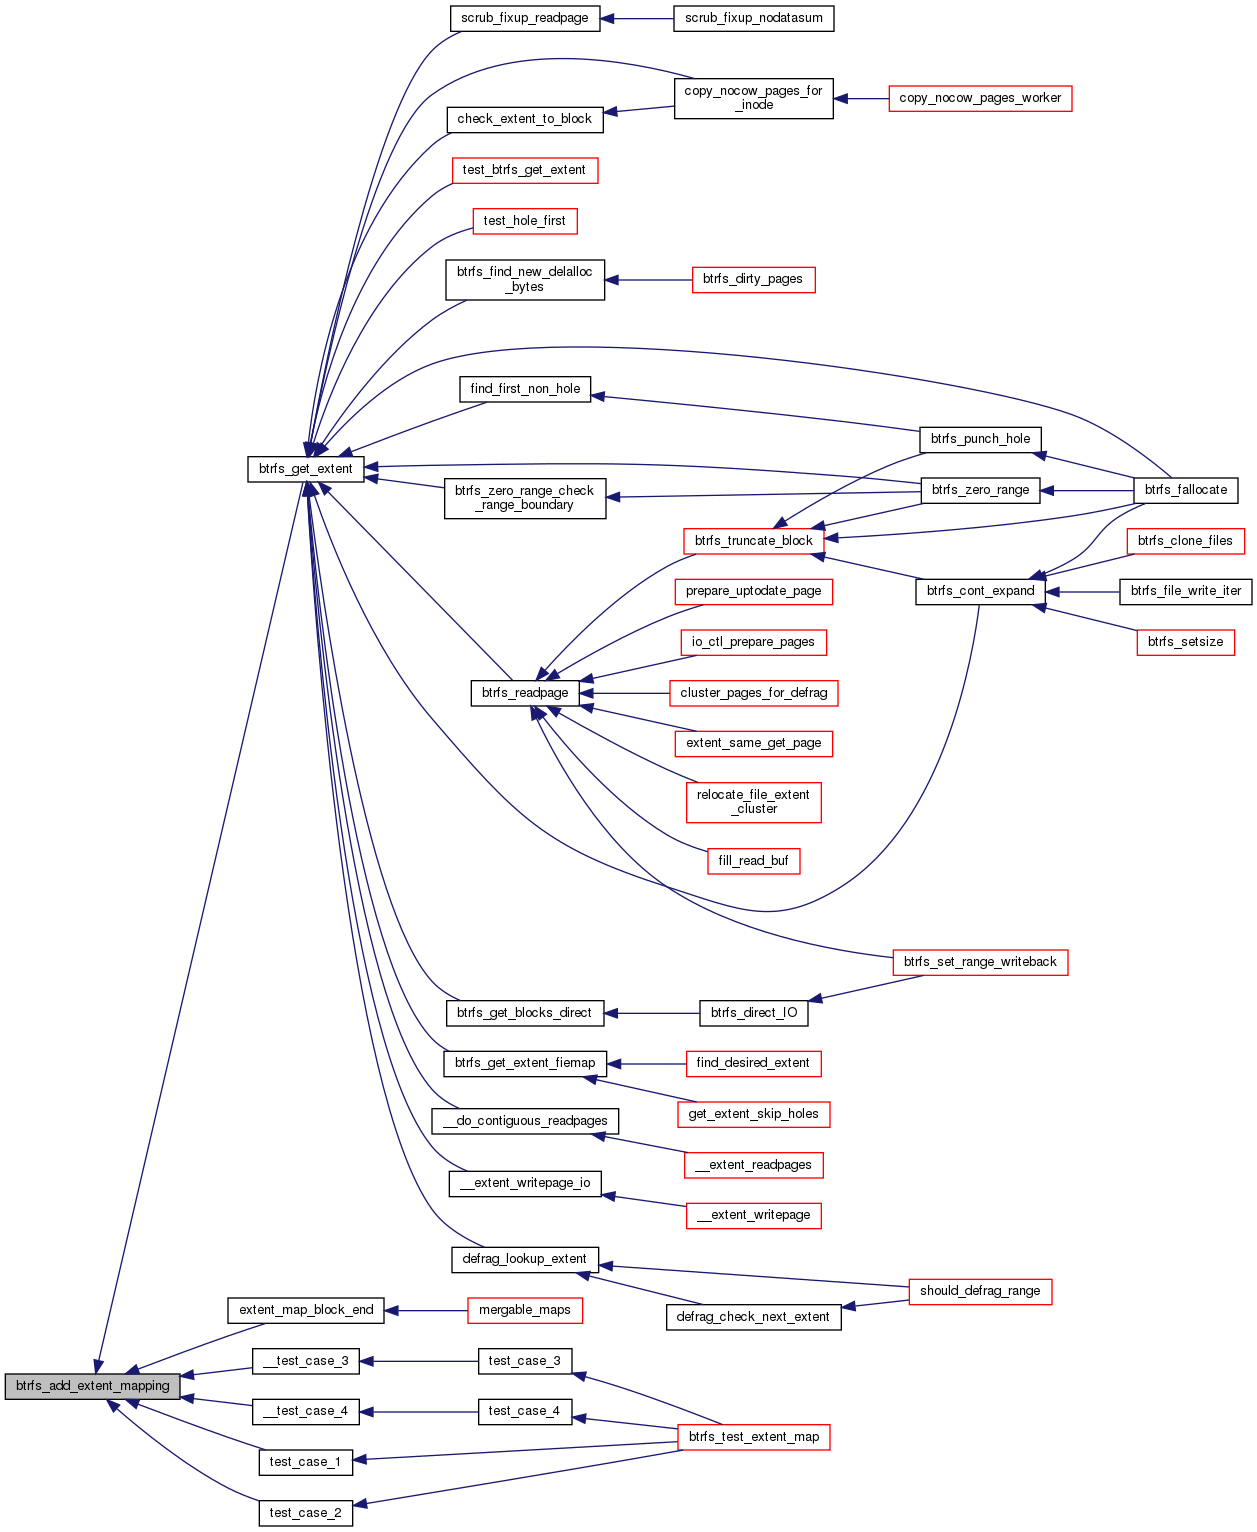 scrub_fixup_readpage
scrub_fixup_nodatasum
copy_nocow_pages_for
_inode
copy_nocow_pages_worker
check_extent_to_block
test_btrfs_get_extent
test_hole_first
btrfs_find_new_delalloc
_bytes
btrfs_dirty_pages
find_first_non_hole
btrfs_punch_hole
btrfs_get_extent
btrfs_zero_range_check
_range_boundary
btrfs_zero_range
btrfs_fallocate
btrfs_truncate_block
btrfs_clone_files
prepare_uptodate_page
btrfs_cont_expand
btrfs_file_write_iter
io_ctl_prepare_pages
btrfs_setsize
btrfs_readpage
cluster_pages_for_defrag
extent_same_get_page
relocate_file_extent
_cluster
fill_read_buf
btrfs_set_range_writeback
btrfs_get_blocks_direct
btrfs_direct_IO
btrfs_get_extent_fiemap
find_desired_extent
get_extent_skip_holes
__do_contiguous_readpages
__extent_readpages
__extent_writepage_io
__extent_writepage
defrag_lookup_extent
should_defrag_range
defrag_check_next_extent
extent_map_block_end
mergable_maps
__test_case_3
test_case_3
btrfs_add_extent_mapping
__test_case_4
test_case_4
btrfs_test_extent_map
test_case_1
test_case_2